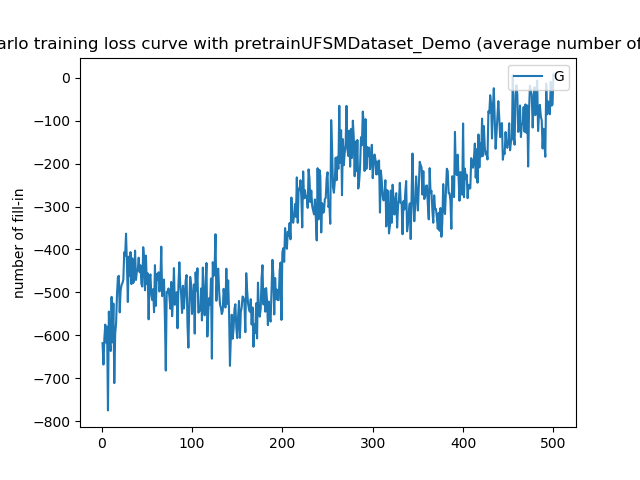 arlo training loss curve with pretrainUFSMDataset_Demo (average number of
G
number of fill-in
0
−100
−200
−300
−400
−500
−600
−700
−800
0 100 200 300 400 500